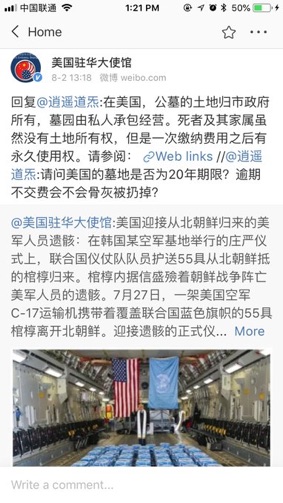 中国联通 1:21 PM 50%
Home
美国驻华大使馆
8-2 13:18 微博 weibo.com
回复@逍遥道炁:在美国，公墓的土地归市政府
所有，墓园由私人承包经营。死者及其家属虽
然没有土地所有权，但是一次缴纳费用之后有
永久使用权。请参阅： Web links //@逍遥
道炁:请问美国的墓地是否为20年期限？逾期
不交费会不会骨灰被扔掉？
@美国驻华大使馆:美国迎接从北朝鲜归来的美
军人员遗骸：在韩国某空军基地举行的庄严仪
式上，联合国仪仗队队员护送55具从北朝鲜抵
的棺椁归来。棺椁内据信盛殓着朝鲜战争阵亡
美军人员的遗骸。7月27日，一架美国空军
C-17运输机携带着覆盖联合国蓝色旗帜的55具
棺椁离开北朝鲜。迎接遗骸的正式仪... More
Write a comment...